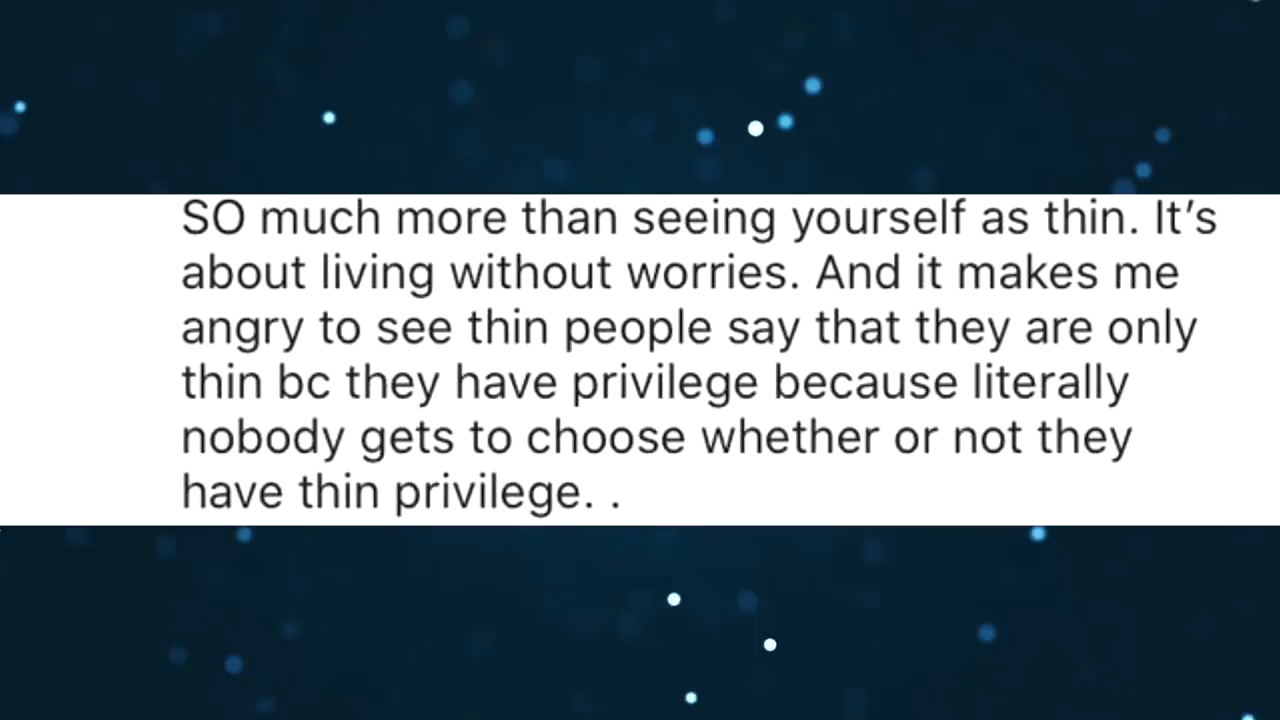 SO much more than seeing yourself as thin. It’s
about living without worries. And it makes me
angry to see thin people say that they are only
thin bc they have privilege because literally
nobody gets to choose whether or not they
have thin privilege. .